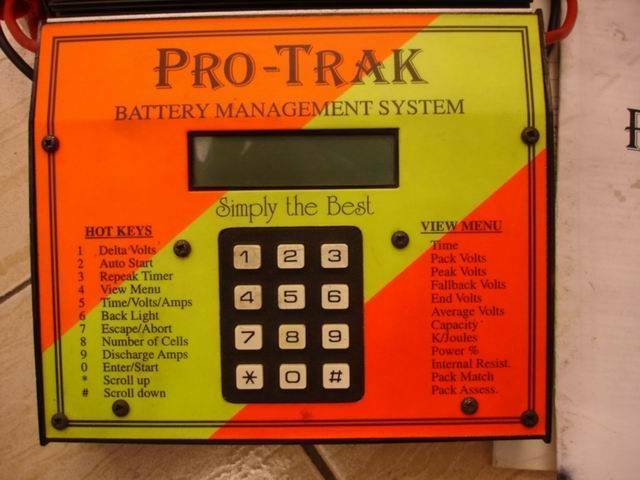 PRO-TRAK
BATTERY MANAGEMENT SYSTEM
Simply the Best
HOT KEYS
1 Delta Volts
2 Auto Start
3 Repeak Timer
4 View Menu
5 Time/Volts/Amps
6 Back Light
7 Escape/Abort
8 Number of Cells
9 Discharge Amps
0 Enter/Start
* Scroll up
# Scroll down
1 2 3
4 5 6
7 8 9
* 0 #
VIEW MENU
Time
Pack Volts
Peak Volts
Fallback Volts
End Volts
Average Volts
Capacity
K/Joules
Power %
Internal Resist.
Pack Match
Pack Assess.